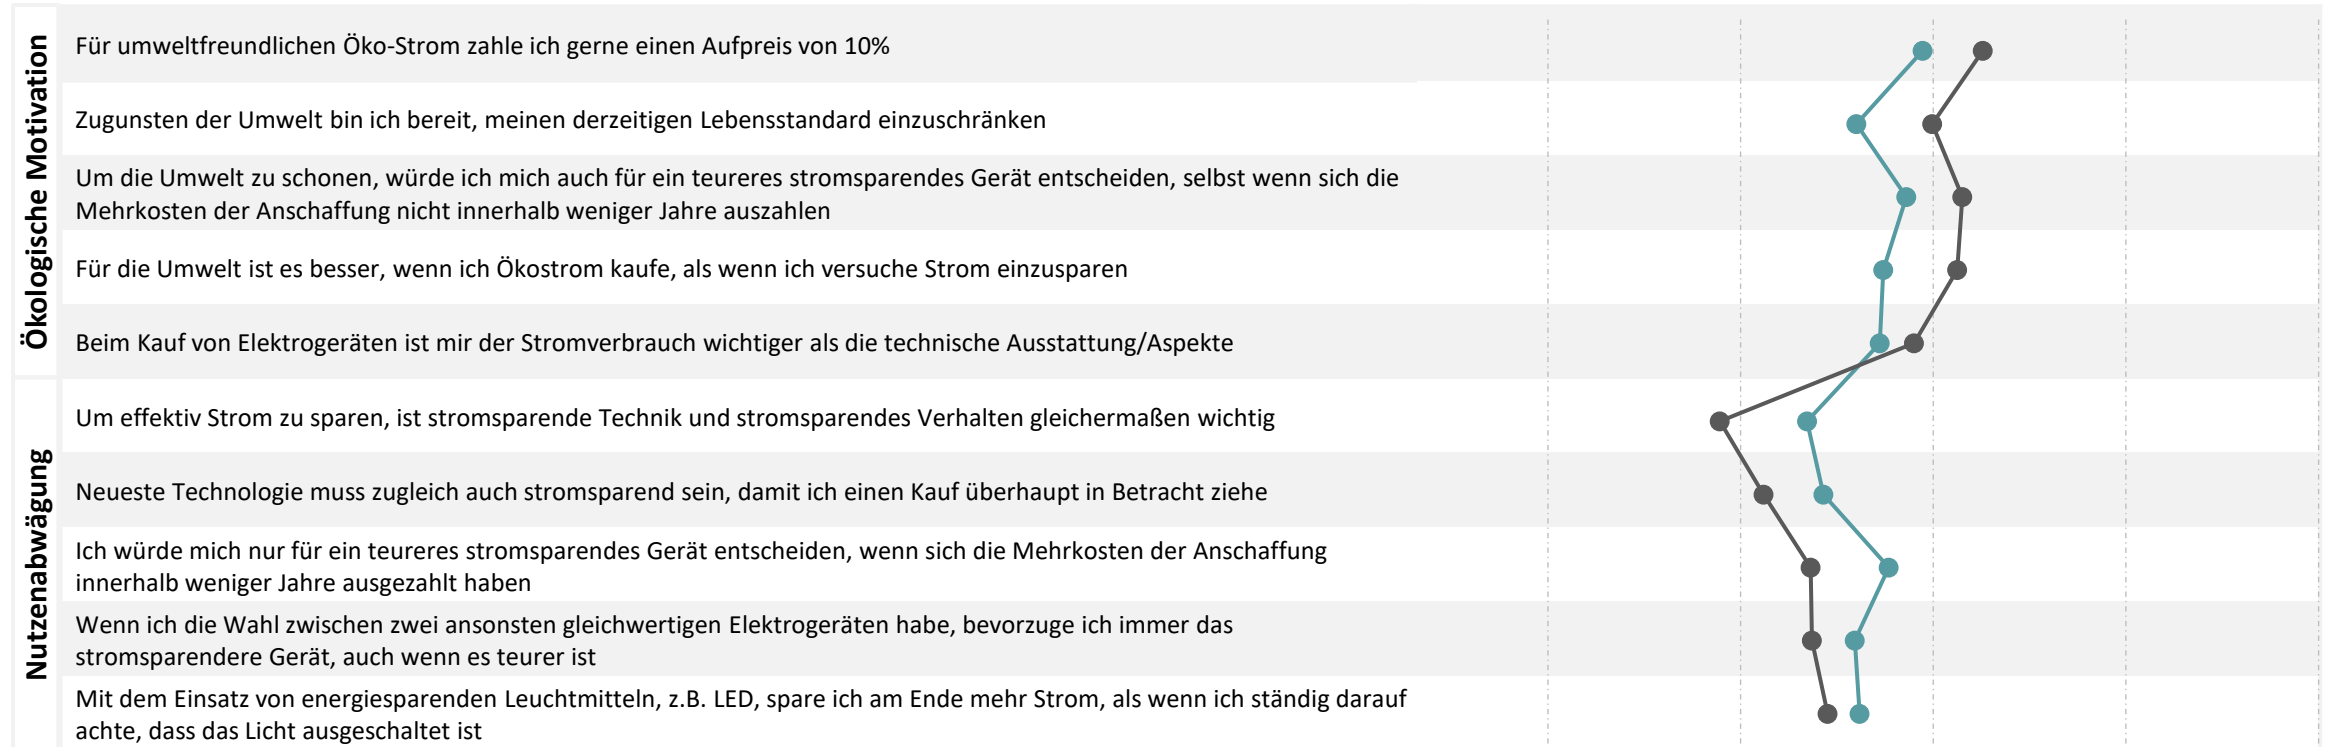 Ökologische Motivation
Für umweltfreundlichen Öko-Strom zahle ich gerne einen Aufpreis von 10%
Zugunsten der Umwelt bin ich bereit, meinen derzeitigen Lebensstandard einzuschränken
Um die Umwelt zu schonen, würde ich mich auch für ein teureres stromsparendes Gerät entscheiden, selbst wenn sich die
Mehrkosten der Anschaffung nicht innerhalb weniger Jahre auszahlen
Für die Umwelt ist es besser, wenn ich Ökostrom kaufe, als wenn ich versuche Strom einzusparen
Beim Kauf von Elektrogeräten ist mir der Stromverbrauch wichtiger als die technische Ausstattung/Aspekte
Nutzenabwägung
Um effektiv Strom zu sparen, ist stromsparende Technik und stromsparendes Verhalten gleichermaßen wichtig
Neueste Technologie muss zugleich auch stromsparend sein, damit ich einen Kauf überhaupt in Betracht ziehe
Ich würde mich nur für ein teureres stromsparendes Gerät entscheiden, wenn sich die Mehrkosten der Anschaffung
innerhalb weniger Jahre ausgezahlt haben
Wenn ich die Wahl zwischen zwei ansonsten gleichwertigen Elektrogeräten habe, bevorzuge ich immer das
stromsparendere Gerät, auch wenn es teurer ist
Mit dem Einsatz von energiesparenden Leuchtmitteln, z.B. LED, spare ich am Ende mehr Strom, als wenn ich ständig darauf
achte, dass das Licht ausgeschaltet ist